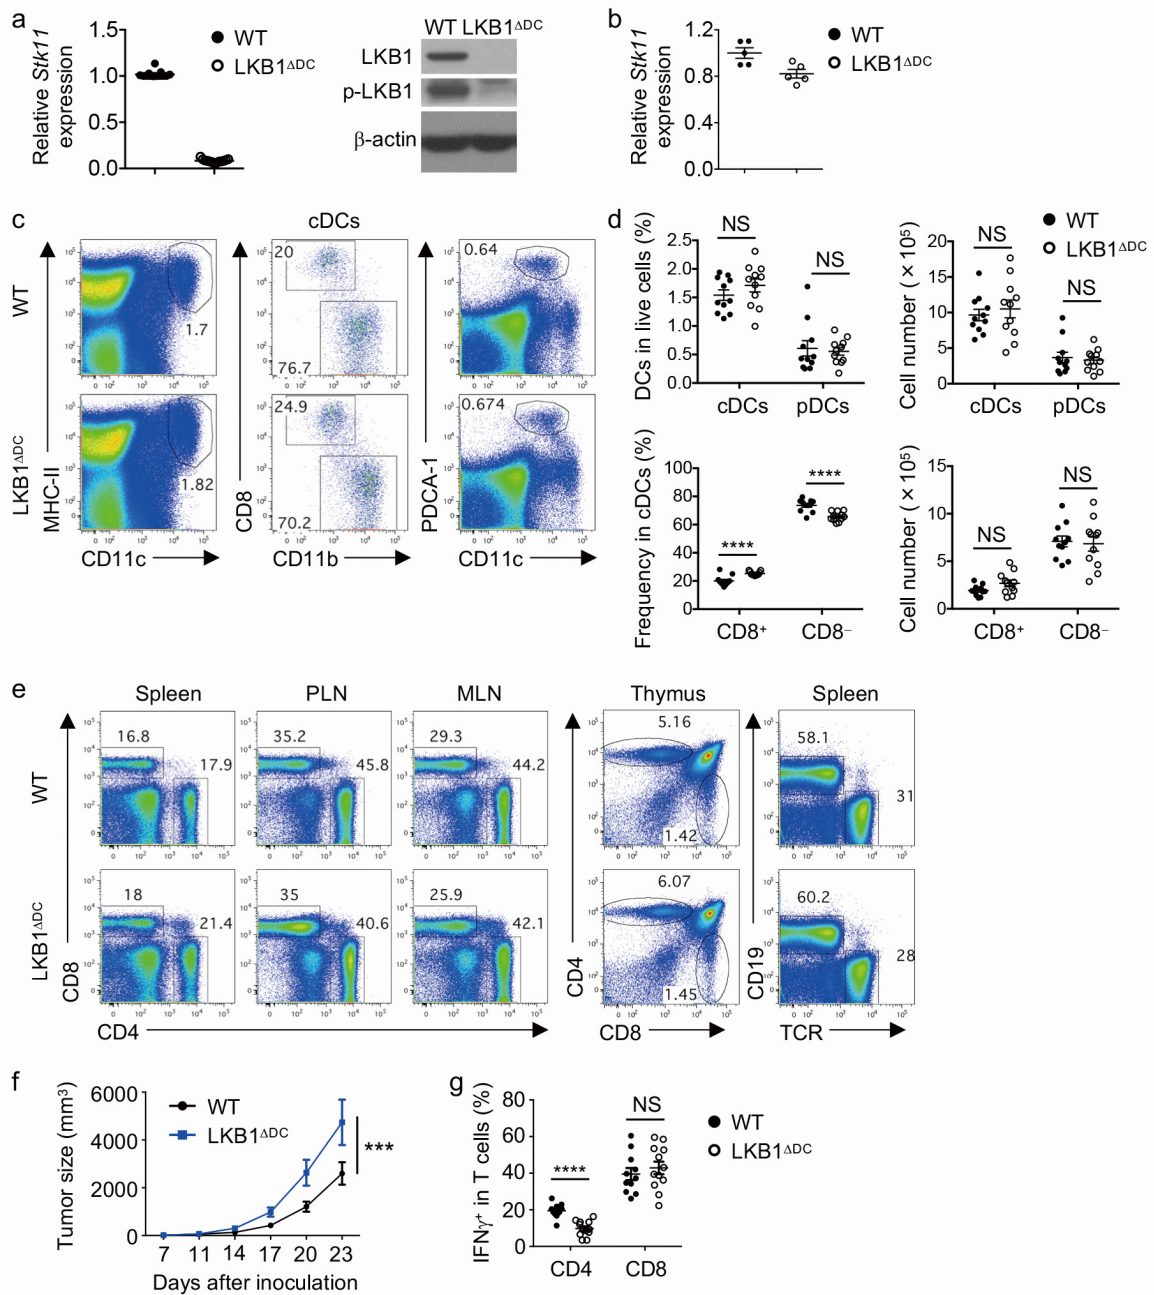 a
Relative Stk11 expression
1.5
1.0
0.5
0.0
WT
LKB1ΔDC
WT LKB1ΔDC
LKB1
p-LKB1
β-actin
b
Relative Stk11 expression
1.2
0.8
0.4
0.0
WT
LKB1ΔDC
c
cDCs
WT
20
76.7
0.64
1.7
LKB1ΔDC
24.9
70.2
0.674
1.82
MHC-II
CD8
PDCA-1
CD11c
CD11b
CD11c
d
WT
LKB1ΔDC
DCs in live cells (%)
2.5
2.0
1.5
1.0
0.5
0.0
NS
NS
cDCs
pDCs
Cell number (×10⁵)
20
15
10
5
0
NS
NS
cDCs
pDCs
Frequency in cDCs (%)
100
80
60
40
20
0
****
****
CD8⁺
CD8⁻
Cell number (×10⁵)
15
10
5
0
NS
NS
CD8⁺
CD8⁻
e
Spleen
PLN
MLN
Thymus
Spleen
WT
16.8
17.9
35.2
45.8
29.3
44.2
5.16
1.42
58.1
31
LKB1ΔDC
18
21.4
35
40.6
25.9
42.1
6.07
1.45
60.2
28
CD8
CD4
CD4
CD8
CD19
TCR
f
Tumor size (mm³)
6000
4000
2000
0
WT
LKB1ΔDC
***
7 11 14 17 20 23
Days after inoculation
g
IFNγ⁺ in T cells (%)
80
60
40
20
0
****
NS
CD4
CD8
WT
LKB1ΔDC